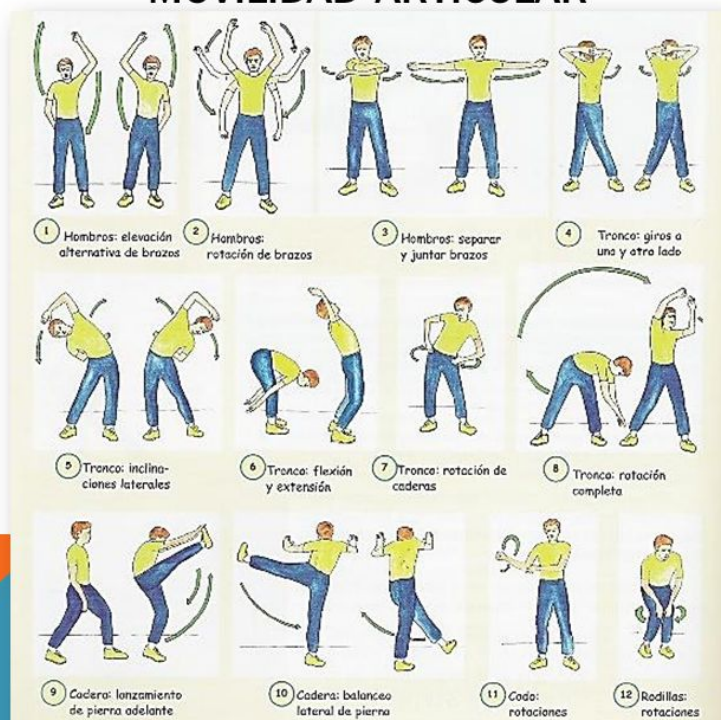 MOVILIDAD ARTICULAR
1 Hombros: elevación
alternativa de brazos
2 Hombros:
rotación de brazos
3 Hombros: separar
y juntar brazos
4 Tronco: giros a
uno y otro lado
5 Tronco: inclina-
ciones laterales
6 Tronco: flexión
y extensión
7 Tronco: rotación de
caderas
8 Tronco: rotación
completa
9 Cadera: lanzamiento
de pierna adelante
10 Cadera: balanceo
lateral de pierna
11 Codo:
rotaciones
12 Rodillas:
rotaciones